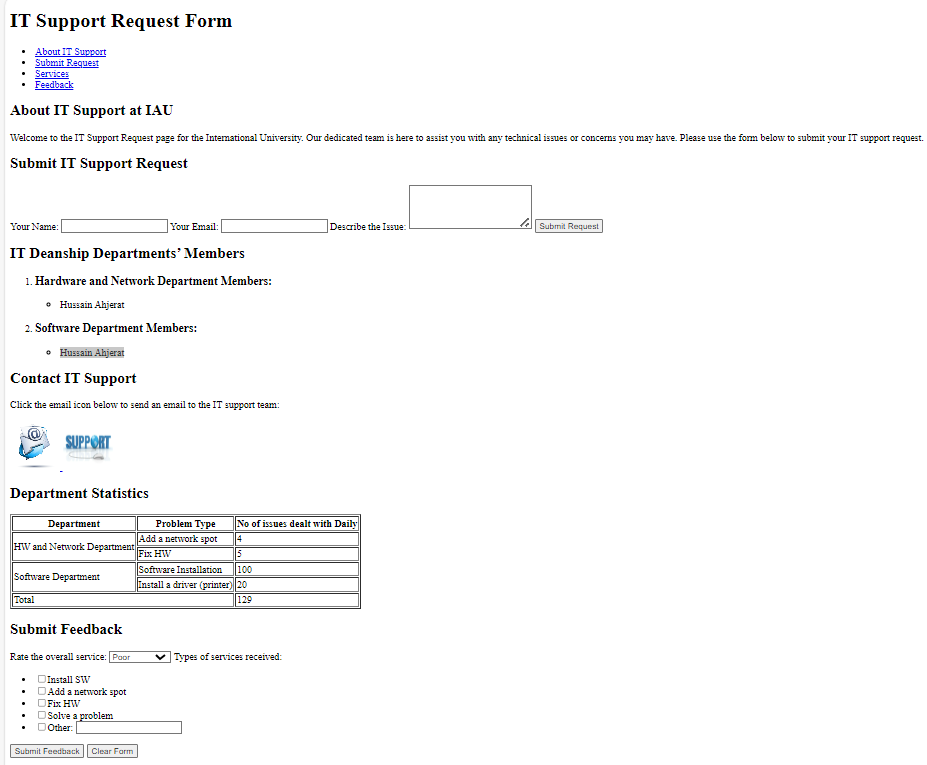 IT Support Request Form
About IT Support
Submit Request
Services
Feedback
About IT Support at IAU
Welcome to the IT Support Request page for the International University. Our dedicated team is here to assist you with any technical issues or concerns you may have. Please use the form below to submit your IT support request.
Submit IT Support Request
Your Name: Your Email: Describe the Issue: Submit Request
IT Deanship Departments’ Members
1. Hardware and Network Department Members:
Hussain Ahjerat
2. Software Department Members:
Hussain Ahjerat
Contact IT Support
Click the email icon below to send an email to the IT support team:
@ SUPPORT
Department Statistics
Department Problem Type No of issues dealt with Daily
HW and Network Department Add a network spot 4
Fix HW 5
Software Department Software Installation 100
Install a driver (printer) 20
Total 129
Submit Feedback
Rate the overall service: Poor Types of services received:
Install SW
Add a network spot
Fix HW
Solve a problem
Other:
Submit Feedback Clear Form